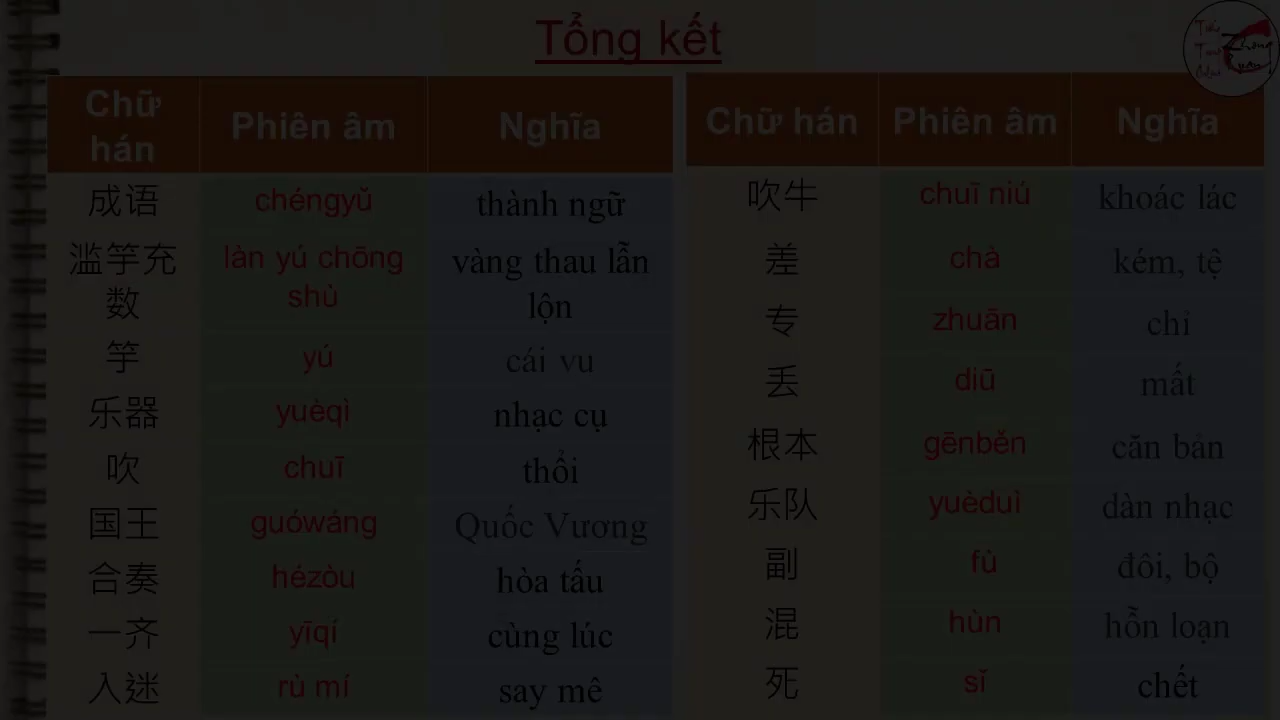 Tổng kết
Chữ hán Phiên âm Nghĩa
成语 chéngyǔ thành ngữ
滥竽充数 làn yú chōng shù vàng thau lẫn lộn
竽 yú cái vu
乐器 yuèqì nhạc cụ
吹 chuī thổi
国王 guówáng Quốc Vương
合奏 hézòu hòa tấu
一齐 yīqí cùng lúc
入迷 rù mí say mê
Chữ hán Phiên âm Nghĩa
吹牛 chuī niú khoác lác
差 chà kém, tệ
专 zhuān chỉ
丢 diū mất
根本 gēnběn căn bản
乐队 yuèduì dàn nhạc
副 fù đôi, bộ
混 hùn hỗn loạn
死 sǐ chết